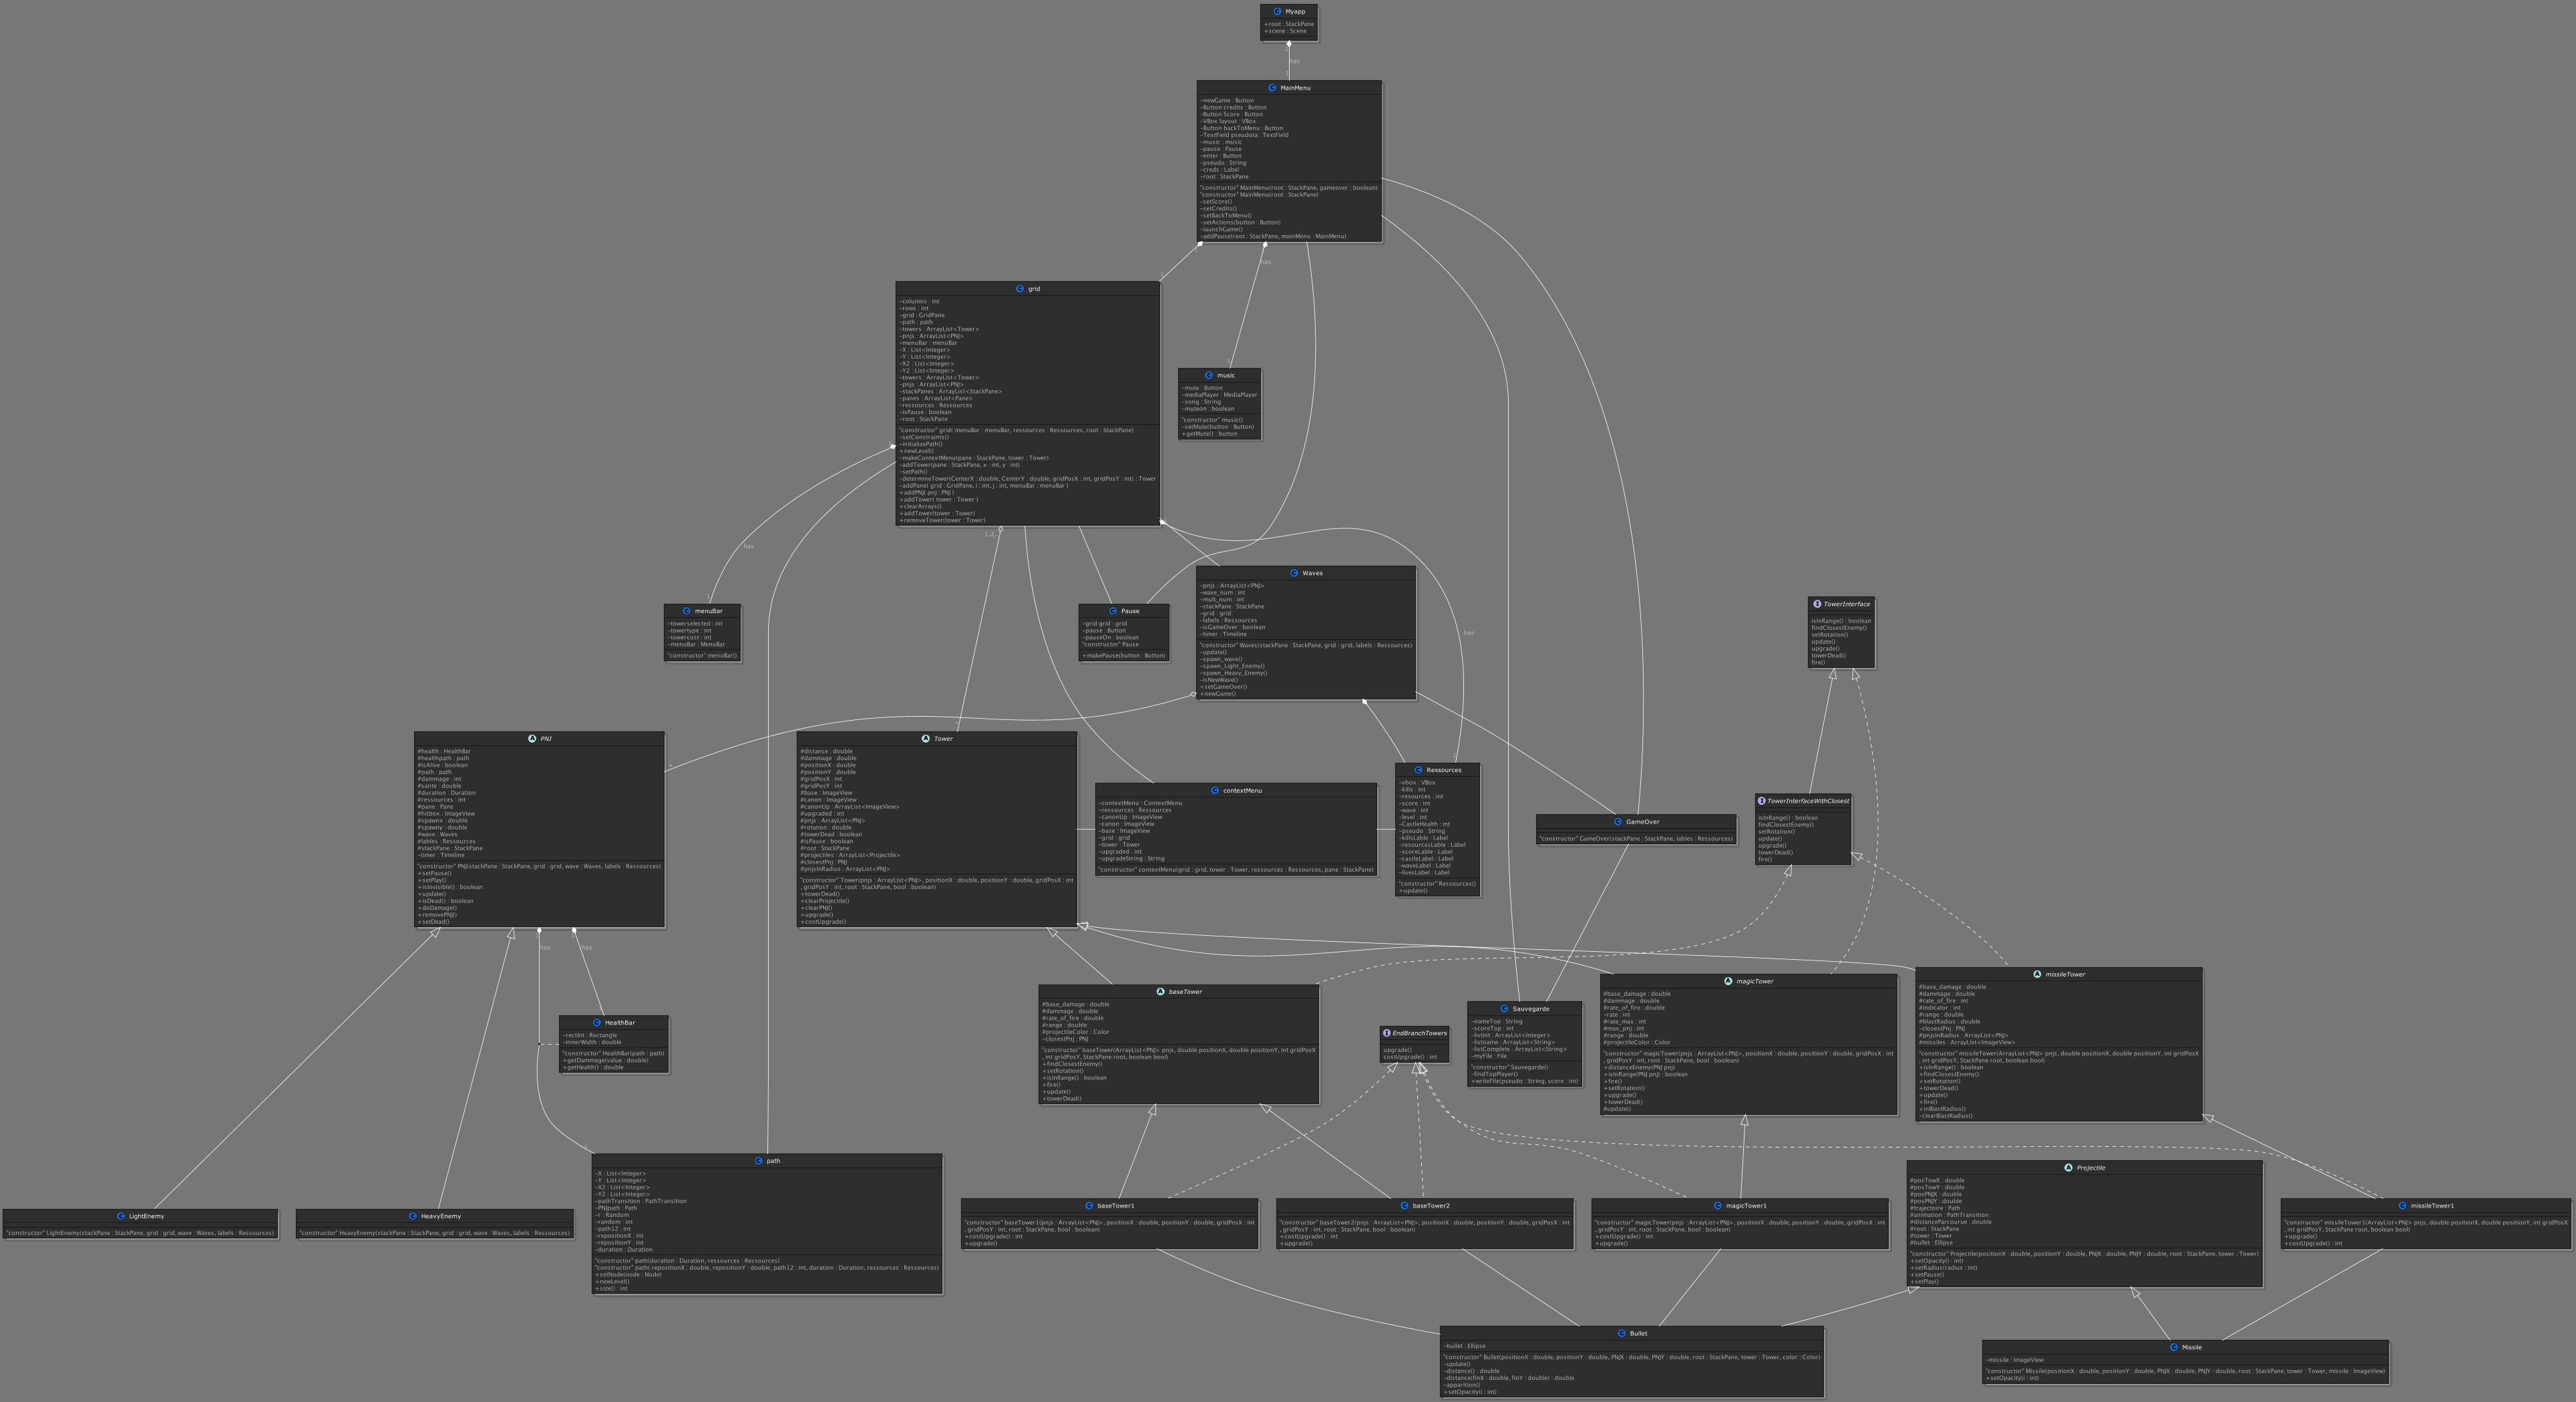 Myapp
+root : StackPane
+scene : Scene
1
has
1
MainMenu
-newGame : Button
-Button credits : Button
-Button Score : Button
-VBox layout : VBox
-Button backToMenu : Button
-TextField pseudota : TextField
-music : music
-pause : Pause
-enter : Button
-pseudo : String
-creds : Label
-root : StackPane
"constructor" MainMenu(root : StackPane, gamwover : boolean)
"constructor" MainMenu(root : StackPane)
-setScore()
-setCredits()
-setBackToMenu()
-setActions(button : Button)
-launchGame()
-addPause(root : StackPane, mainMenu : MainMenu)
1
has
1
grid
-columns : int
-rows : int
-grid : GridPane
-path : path
-towers : ArrayList<Tower>
-pnjs : ArrayList<PNJ>
-menuBar : menuBar
-X : List<Integer>
-Y : List<Integer>
-X2 : List<Integer>
-Y2 : List<Integer>
-towers : ArrayList<Tower>
-pnjs : ArrayList<PNJ>
-stackPanes : ArrayList<StackPane>
-panes : ArrayList<Pane>
-ressources : Ressources
-isPause : boolean
-root : StackPane
"constructor" grid( menuBar : menuBar, ressources : Ressources, root : StackPane)
-setConstraints()
-initializePath()
+newLevel()
-makeContextMenu(pane : StackPane, tower : Tower)
-addTower(pane : StackPane, x : int, y : int)
-setPath()
-determineTower(CenterX : double, CenterY : double, gridPosX : int, gridPosY : int) : Tower
-addPane( grid : GridPane, i : int, j : int, menuBar : menuBar )
+addPNJ( pnj : PNJ )
+addTower( tower : Tower )
+clearArrays()
+addTower(tower : Tower)
+removeTower(tower : Tower)
1
music
-mute : Button
-mediaPlayer : MediaPlayer
-song : String
-muteon : boolean
"constructor" music()
-setMute(button : Button)
+getMute() : button
1,2,
has
1
menuBar
-towerselected : int
-towertype : int
-towercost : int
-menuBar : MenuBar
"constructor" menuBar()
Pause
-grid grid : grid
-pause : Button
-pauseOn : boolean
"constructor" Pause
+makePause(button : Button)
Waves
-pnjs : ArrayList<PNJ>
-wave_num : int
-mult_num : int
-stackPane : StackPane
-grid : grid
-labels : Ressources
-isGameOver : boolean
-timer : Timeline
"constructor" Waves(stackPane : StackPane, grid : grid, labels : Ressources)
-update()
-spawn_wave()
-spawn_Light_Enemy()
-spawn_Heavy_Enemy()
-isNewWave()
+setGameOver()
+newGame()
has
1
TowerInterface
isInRange() : boolean
findClosestEnemy()
setRotation()
update()
upgrade()
towerDead()
fire()
PNJ
#health : HealthBar
#healthpath : path
#isAlive : boolean
#path : path
#dammage : int
#sante : double
#duration : Duration
#ressources : int
#pane : Pane
#hitbox : ImageView
#spawnx : double
#spawny : double
#wave : Waves
#lables : Ressources
#stackPane : StackPane
-timer : Timeline
"constructor" PNJ(stackPane : StackPane, grid : grid, wave : Waves, labels : Ressources)
+setPause()
+setPlay()
+isInvisible() : boolean
+update()
+isDead() : boolean
+doDamage()
+removePNJ()
+setDead()
Tower
#distance : double
#dammage : double
#positionX : double
#positionY : double
#gridPosX : int
#gridPosY : int
#base : ImageView
#canon : ImageView
#canonUp : ArrayList<ImageView>
#upgraded : int
#pnjs : ArrayList<PNJ>
#rotation : double
#towerDead : boolean
#isPause : boolean
#root : StackPane
#projectiles : ArrayList<Projectile>
#closestPnj : PNJ
#pnjsInRadius : ArrayList<PNJ>
"constructor" Tower(pnjs : ArrayList<PNJ>, positionX : double, positionY : double, gridPosX : int
, gridPosY : int, root : StackPane, bool : boolean)
+towerDead()
+clearProjectile()
+clearPNJ()
+upgrade()
+costUpgrade()
contextMenu
-contextMenu : ContextMenu
-ressources : Ressources
-canonUp : ImageView
-canon : ImageView
-base : ImageView
-grid : grid
-tower : Tower
-upgraded : int
-upgradeString : String
"constructor" contextMenu(grid : grid, tower : Tower, ressources : Ressources, pane : StackPane)
Ressources
-vbox : VBox
-kills : int
-resources : int
-score : int
-wave : int
-level : int
-CastleHealth : int
-pseudo : String
-killsLable : Label
-resourcesLable : Label
-scoreLable : Label
-castleLabel : Label
-waveLabel : Label
-livesLabel : Label
"constructor" Ressources()
+update()
GameOver
"constructor" GameOver(stackPane : StackPane, lables : Ressources)
TowerInterfaceWithClosest
isInRange() : boolean
findClosestEnemy()
setRotation()
update()
upgrade()
towerDead()
fire()
1
has
1
has
HealthBar
-rectInt : Rectangle
-innerWidth : double
"constructor" HealthBar(path : path)
+getDammage(value : double)
+getHealth() : double
baseTower
#base_damage : double
#dammage : double
#rate_of_fire : double
#range : double
#projectileColor : Color
-closestPnj : PNJ
"constructor" baseTower(ArrayList<PNJ> pnjs, double positionX, double positionY, int gridPosX
, int gridPosY, StackPane root, boolean bool)
+findClosestEnemy()
+setRotation()
+isInRange() : boolean
+fire()
+update()
+towerDead()
EndBranchTowers
upgrade()
costUpgrade() : int
Sauvegarde
-nameTop : String
-scoreTop : int
-listint : ArrayList<Integer>
-listname : ArrayList<String>
-listComplete : ArrayList<String>
-myFile : File
"constructor" Sauvegarde()
-findTopPlayer()
+writeFile(pseudo : String, score : int)
magicTower
#base_damage : double
#dammage : double
#rate_of_fire : double
-rate : int
#rate_max : int
#max_pnj : int
#range : double
#projectileColor : Color
"constructor" magicTower(pnjs : ArrayList<PNJ>, positionX : double, positionY : double, gridPosX : int
, gridPosY : int, root : StackPane, bool : boolean)
+distanceEnemy(PNJ pnj)
+isInRange(PNJ pnj) : boolean
+fire()
+setRotation()
+upgrade()
+towerDead()
#update()
missileTower
#base_damage : double
#dammage : double
#rate_of_fire : int
#indicator : int
#range : double
#blastRadius : double
-closestPnj : PNJ
#pnjsInRadius : ArrayList<PNJ>
#missiles : ArrayList<ImageView>
"constructor" missileTower(ArrayList<PNJ> pnjs, double positionX, double positionY, int gridPosX
, int gridPosY, StackPane root, boolean bool)
+isInRange() : boolean
+findClosestEnemy()
+setRotation()
+towerDead()
+update()
+fire()
+inBlastRadius()
-clearBlastRadius()
LightEnemy
"constructor" LightEnemy(stackPane : StackPane, grid : grid, wave : Waves, labels : Ressources)
HeavyEnemy
"constructor" HeavyEnemy(stackPane : StackPane, grid : grid, wave : Waves, labels : Ressources)
path
-X : List<Integer>
-Y : List<Integer>
-X2 : List<Integer>
-Y2 : List<Integer>
-pathTransition : PathTransition
-PNJpath : Path
-r : Random
-random : int
-path12 : int
-repositionX : int
-repositionY : int
-duration : Duration
"constructor" path(duration : Duration, ressources : Ressources)
"constructor" path( repositionX : double, repositionY : double, path12 : int, duration : Duration, ressources : Ressources)
+setNode(node : Node)
+newLevel()
+size() : int
baseTower1
"constructor" baseTower1(pnjs : ArrayList<PNJ>, positionX : double, positionY : double, gridPosX : int
, gridPosY : int, root : StackPane, bool : boolean)
+costUpgrade() : int
+upgrade()
baseTower2
"constructor" baseTower2(pnjs : ArrayList<PNJ>, positionX : double, positionY : double, gridPosX : int
, gridPosY : int, root : StackPane, bool : boolean)
+costUpgrade() : int
+upgrade()
magicTower1
"constructor" magicTower(pnjs : ArrayList<PNJ>, positionX : double, positionY : double, gridPosX : int
, gridPosY : int, root : StackPane, bool : boolean)
+costUpgrade() : int
+upgrade()
Projectile
#posTowX : double
#posTowY : double
#posPNJX : double
#posPNJY : double
#trajectoire : Path
#animation : PathTransition
#distanceParcourue : double
#root : StackPane
#tower : Tower
#bullet : Ellipse
"constructor" Projectile(positionX : double, positionY : double, PNJX : double, PNJY : double, root : StackPane, tower : Tower)
+setOpacity(i : int)
+setRadius(radius : int)
+setPause()
+setPlay()
missileTower1
"constructor" missileTower1(ArrayList<PNJ> pnjs, double positionX, double positionY, int gridPosX
, int gridPosY, StackPane root, boolean bool)
+upgrade()
+costUpgrade() : int
Bullet
-bullet : Ellipse
"constructor" Bullet(positionX : double, positionY : double, PNJX : double, PNJY : double, root : StackPane, tower : Tower, color : Color)
-update()
-distance() : double
-distance(finX : double, finY : double) : double
-apparition()
+setOpacity(i : int)
Missile
-missile : ImageView
"constructor" Missile(positionX : double, positionY : double, PNJX : double, PNJY : double, root : StackPane, tower : Tower, missile : ImageView)
+setOpacity(i : int)